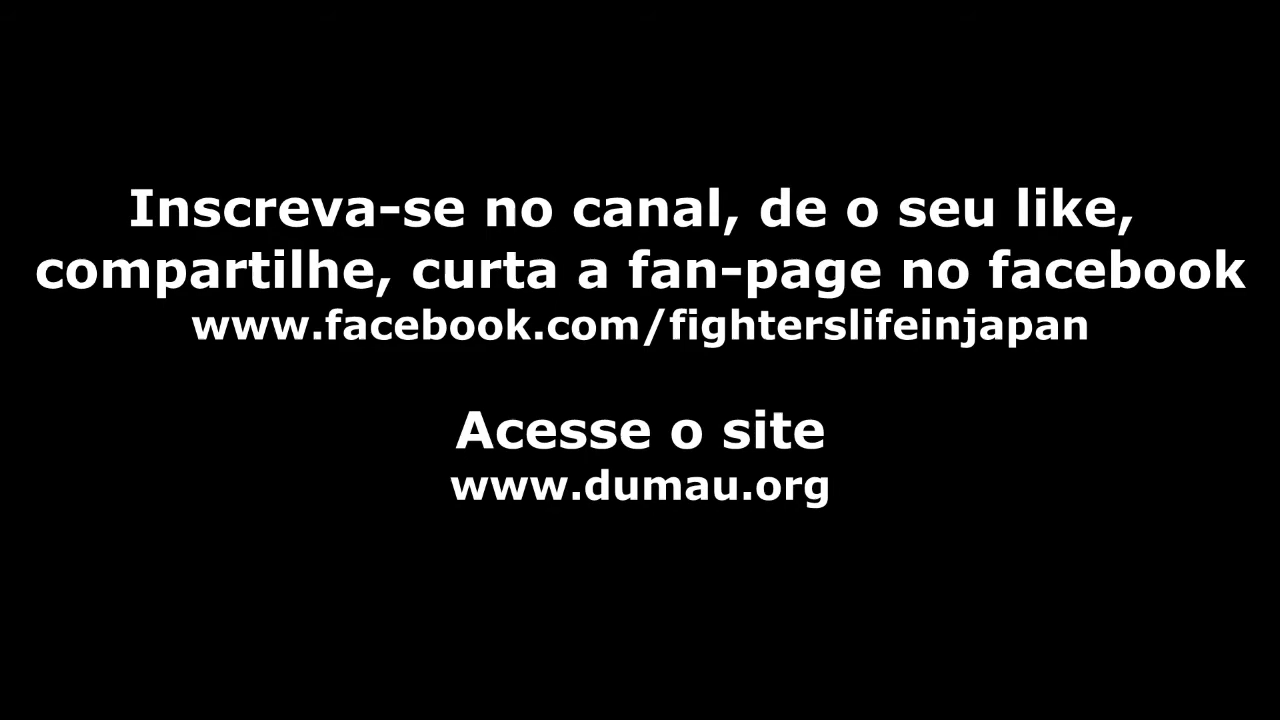 Inscreva-se no canal, de o seu like,
compartilhe, curta a fan-page no facebook
www.facebook.com/fighterslifeinjapan
Acesse o site
www.dumau.org